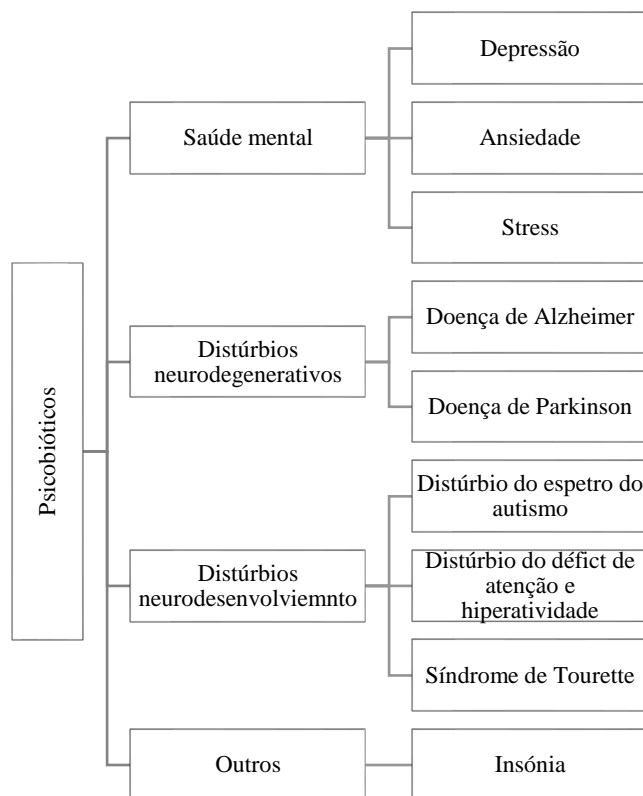 Psicobióticos
Saúde mental
Depressão
Ansiedade
Stress
Distúrbios
neurodegenerativos
Doença de Alzheimer
Doença de Parkinson
Distúrbios
neurodesenvolviemnto
Distúrbio do espetro do
autismo
Distúrbio do défict de
atenção e
hiperatividade
Síndrome de Tourette
Outros
Insónia